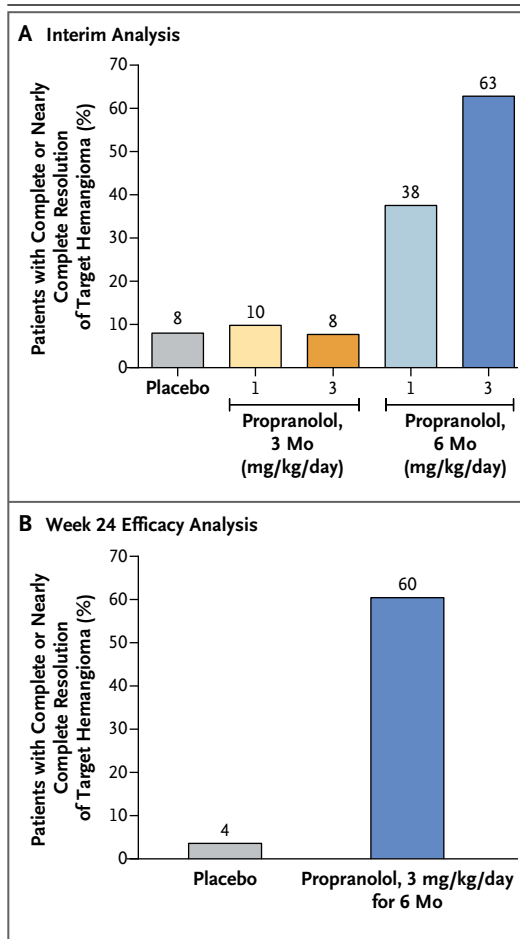 A Interim Analysis
Patients with Complete or Nearly
Complete Resolution
of Target Hemangioma (%)
70
60
50
40
30
20
10
0
8
10
8
38
63
Placebo
1
3
1
3
Propranolol,
3 Mo
(mg/kg/day)
Propranolol,
6 Mo
(mg/kg/day)
B Week 24 Efficacy Analysis
Patients with Complete or Nearly
Complete Resolution
of Target Hemangioma (%)
70
60
50
40
30
20
10
0
4
60
Placebo
Propranolol, 3 mg/kg/day
for 6 Mo